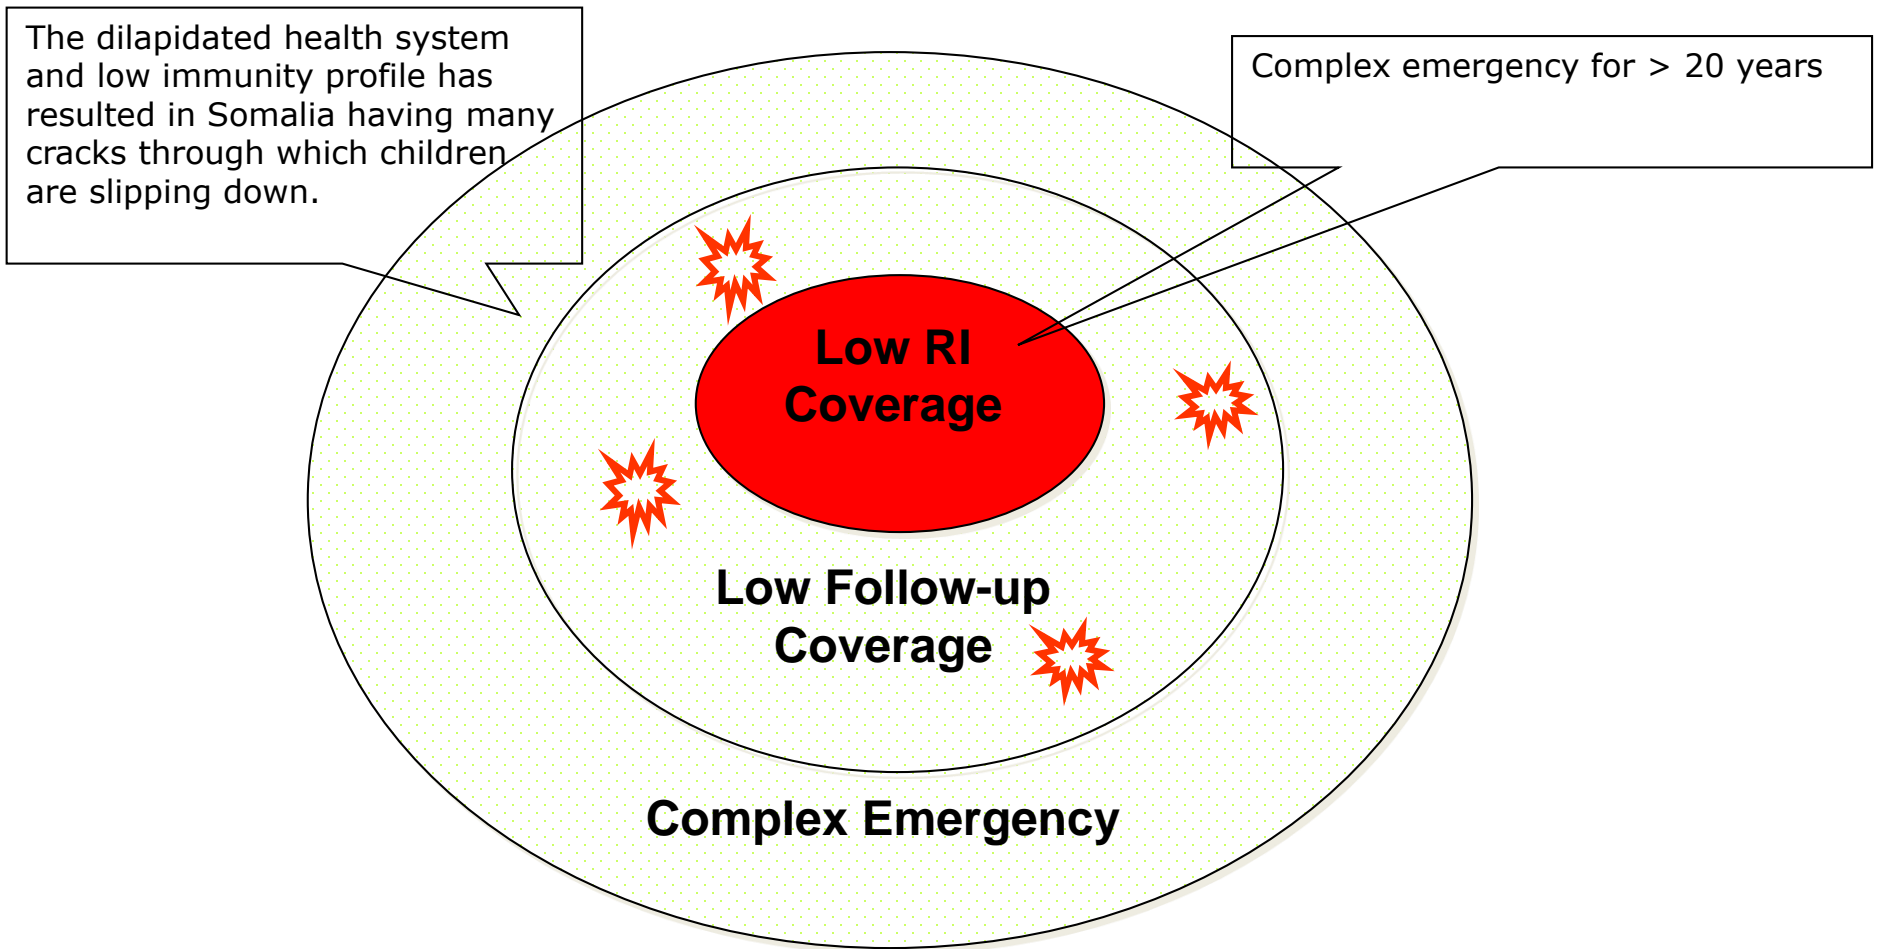 The dilapidated health system
and low immunity profile has
resulted in Somalia having many
cracks through which children
are slipping down.
Complex emergency for > 20 years
Low RI
Coverage
Low Follow-up
Coverage
Complex Emergency